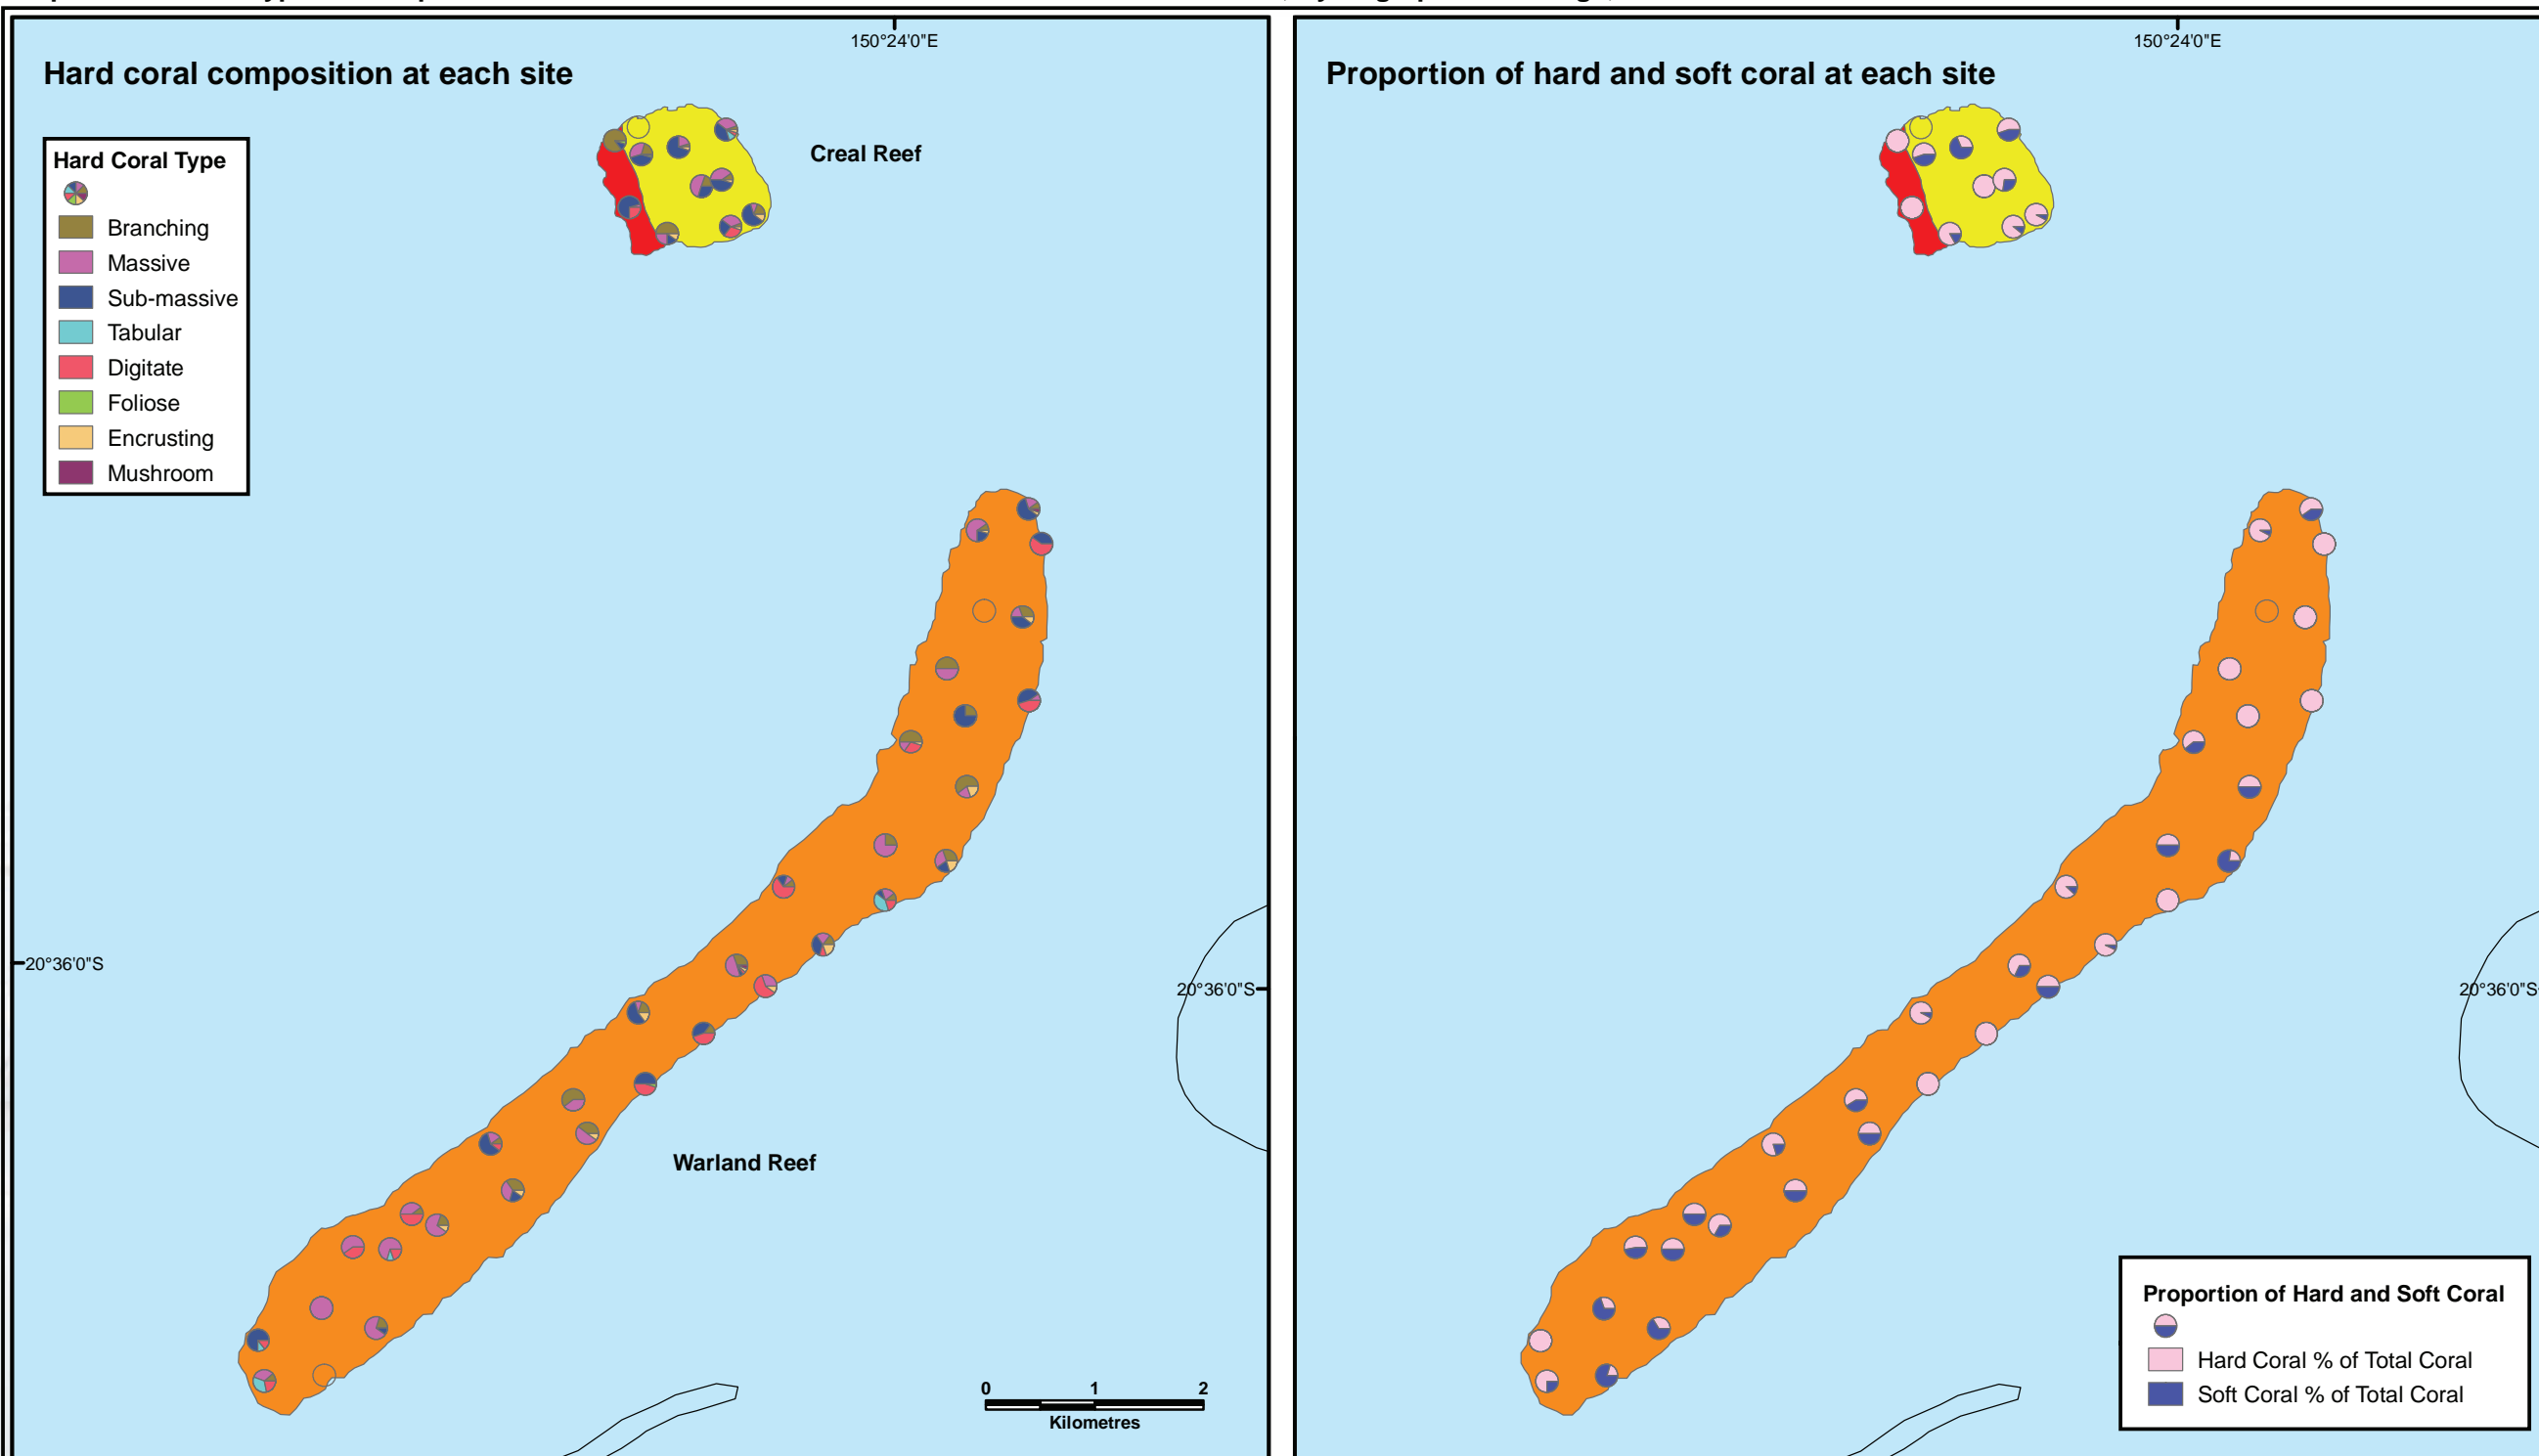 150°24'0"E
Hard coral composition at each site
Hard Coral Type
Branching
Massive
Sub-massive
Tabular
Digitate
Foliose
Encrusting
Mushroom
Creal Reef
20°36'0"S
20°36'0"S
Warland Reef
0 1 2
Kilometres
150°24'0"E
Proportion of hard and soft coral at each site
20°36'0"S
Proportion of Hard and Soft Coral
Hard Coral % of Total Coral
Soft Coral % of Total Coral